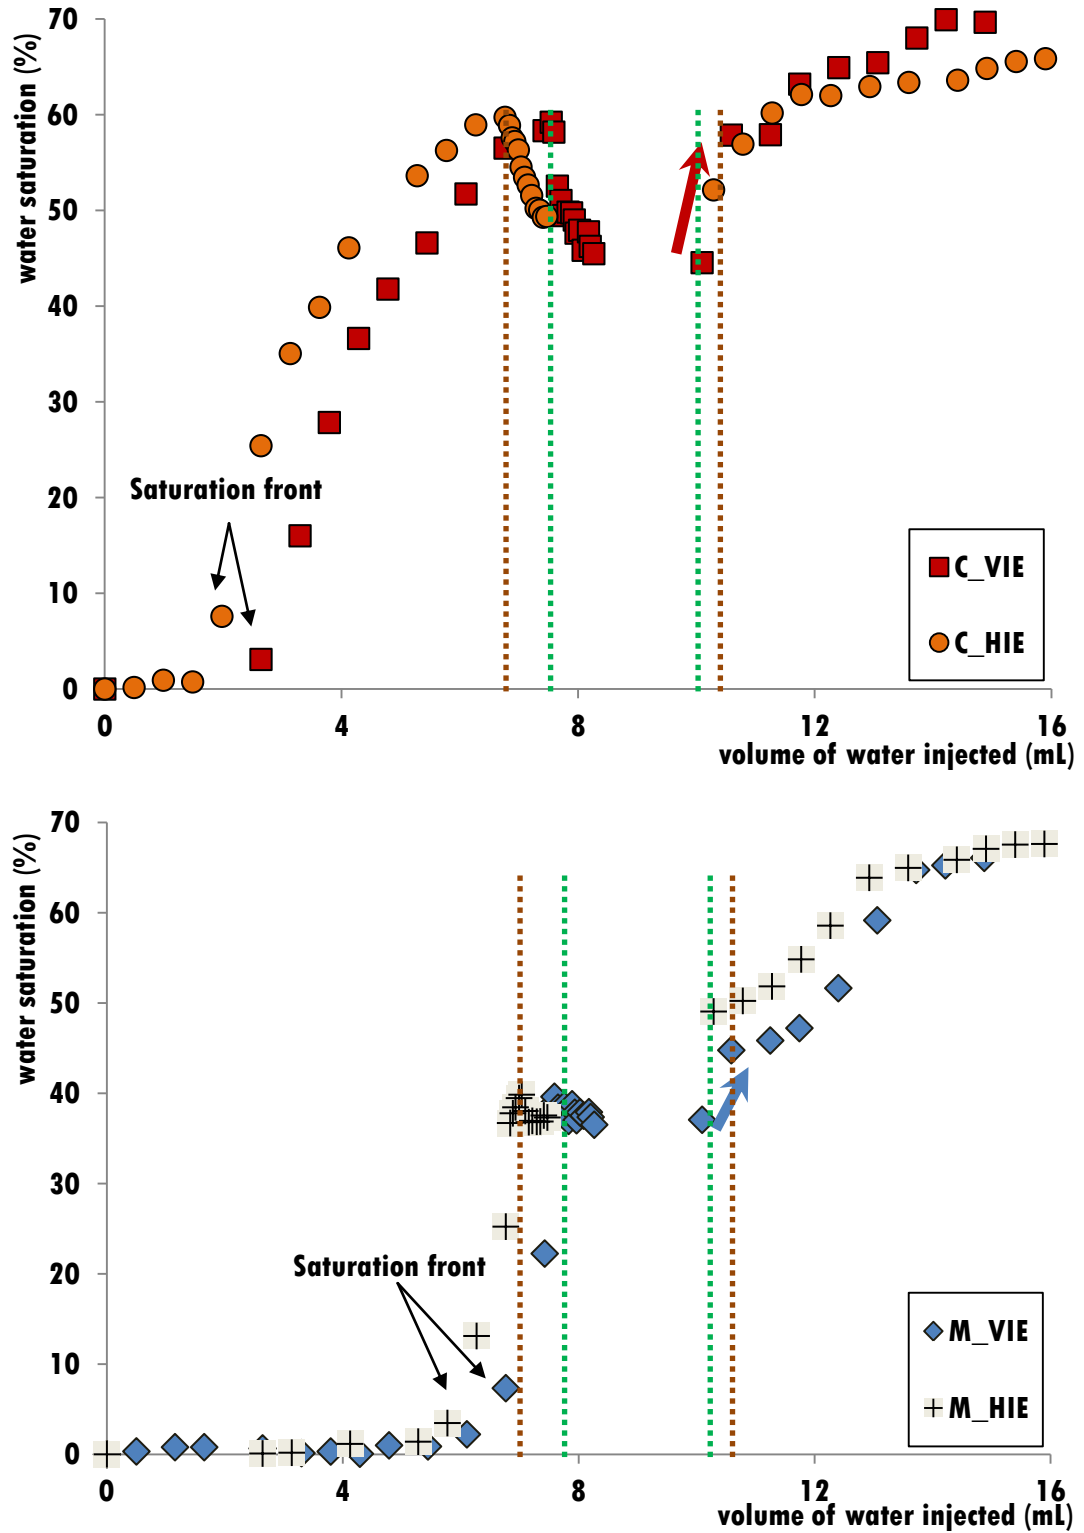 water saturation (%)
70
60
50
40
30
20
10
0
Saturation front
C_VIE
C_HIE
0 4 8 12 16
volume of water injected (mL)
water saturation (%)
70
60
50
40
30
20
10
0
Saturation front
M_VIE
M_HIE
0 4 8 12 16
volume of water injected (mL)